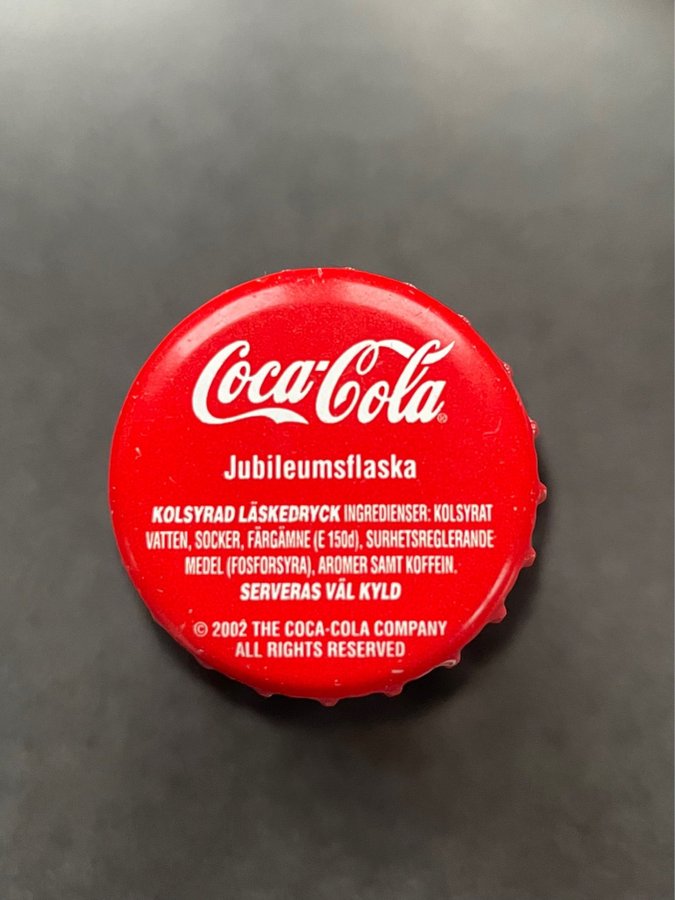 Coca-Cola®
Jubileumsflaska
KOLSYRAD LÄSKEDRYCK INGREDIENSER: KOLSYRAT
VATTEN, SOCKER, FÄRGÄMNE (E 150d), SURHETSREGLERANDE
MEDEL (FOSFORSYRA), AROMER SAMT KOFFEIN.
SERVERAS VÄL KYLD
© 2002 THE COCA-COLA COMPANY
ALL RIGHTS RESERVED